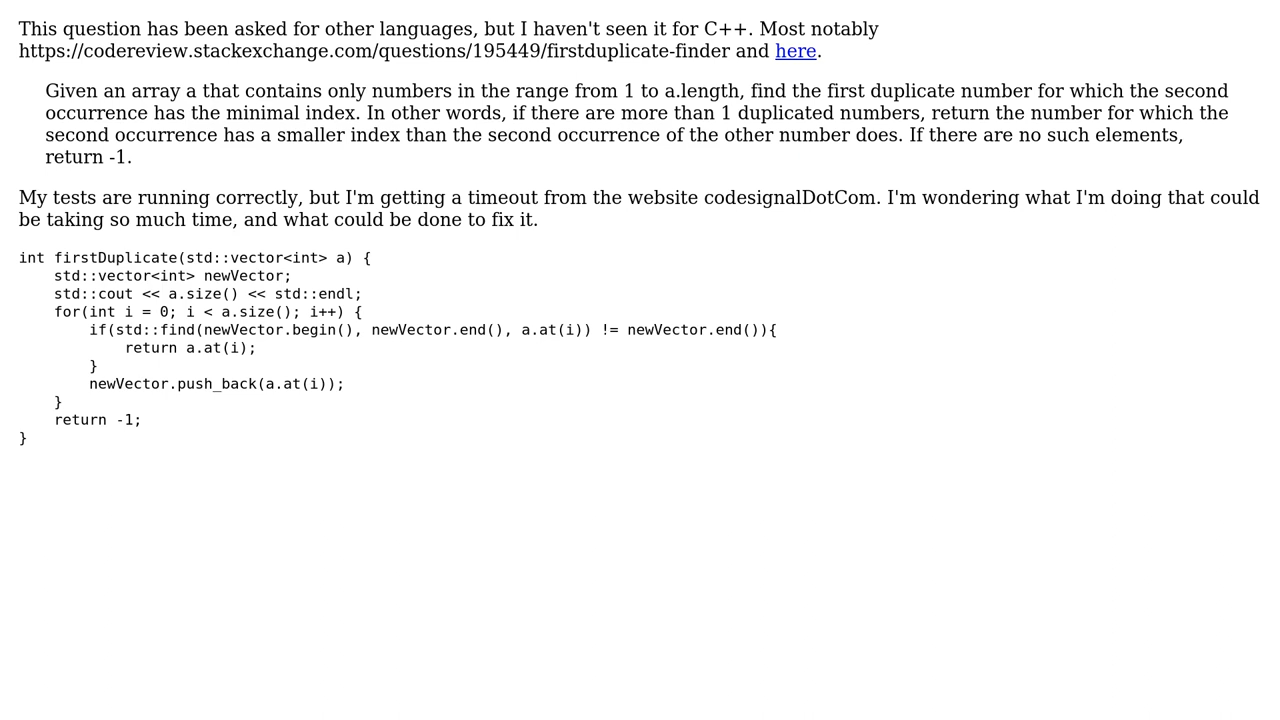 This question has been asked for other languages, but I haven't seen it for C++. Most notably
https://codereview.stackexchange.com/questions/195449/firstduplicate-finder and here.
Given an array a that contains only numbers in the range from 1 to a.length, find the first duplicate number for which the second
occurrence has the minimal index. In other words, if there are more than 1 duplicated numbers, return the number for which the
second occurrence has a smaller index than the second occurrence of the other number does. If there are no such elements,
return -1.
My tests are running correctly, but I'm getting a timeout from the website codesignalDotCom. I'm wondering what I'm doing that could
be taking so much time, and what could be done to fix it.
int firstDuplicate(std::vector<int> a) {
    std::vector<int> newVector;
    std::cout << a.size() << std::endl;
    for(int i = 0; i < a.size(); i++) {
        if(std::find(newVector.begin(), newVector.end(), a.at(i)) != newVector.end()){
            return a.at(i);
        }
        newVector.push_back(a.at(i));
    }
    return -1;
}